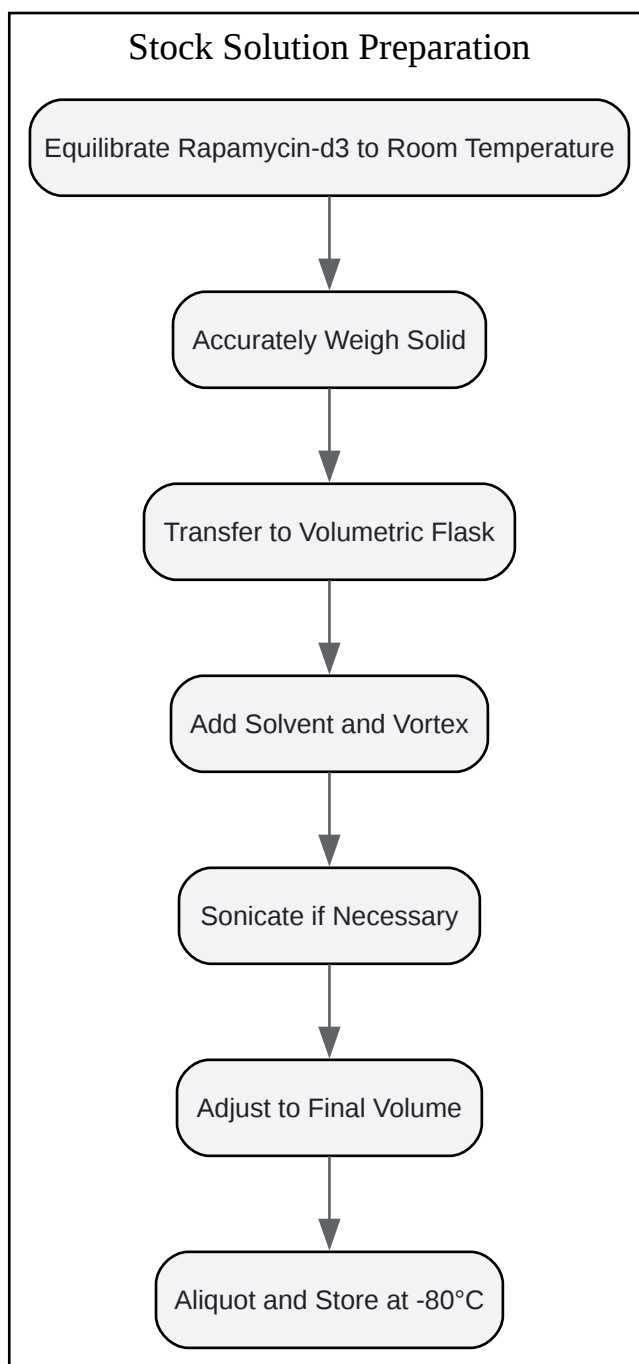 Stock Solution Preparation
Equilibrate Rapamycin-d3 to Room Temperature
Accurately Weigh Solid
Transfer to Volumetric Flask
Add Solvent and Vortex
Sonicate if Necessary
Adjust to Final Volume
Aliquot and Store at -80°C